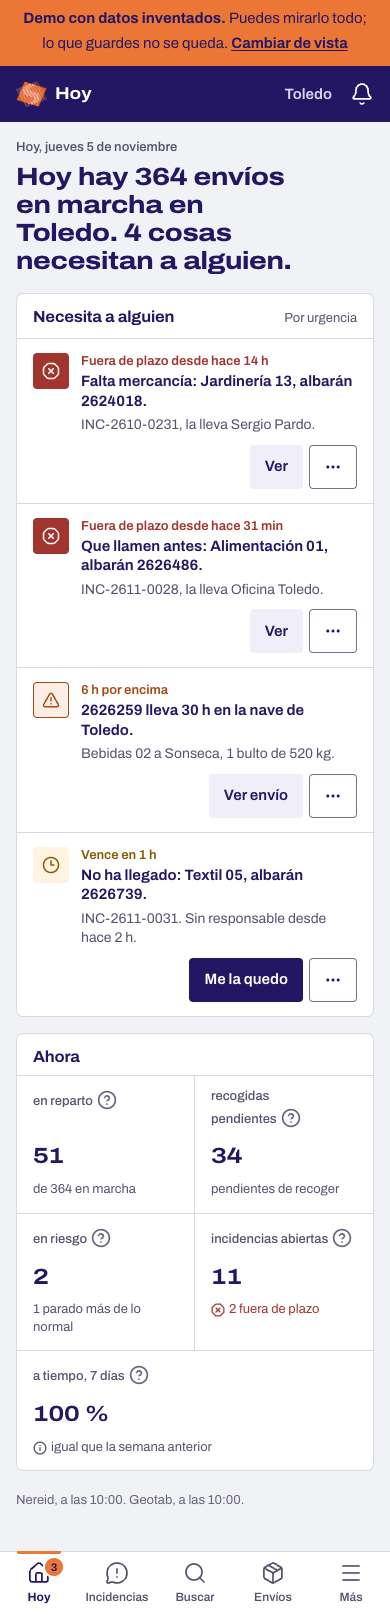 Demo con datos inventados. Puedes mirarlo todo;
lo que guardes no se queda. Cambiar de vista
Hoy
Toledo
Hoy, jueves 5 de noviembre
Hoy hay 364 envíos
en marcha en
Toledo. 4 cosas
necesitan a alguien.
Necesita a alguien
Por urgencia
Fuera de plazo desde hace 14 h
Falta mercancía: Jardinería 13, albarán
2624018.
INC-2610-0231, la lleva Sergio Pardo.
Ver
Fuera de plazo desde hace 31 min
Que llamen antes: Alimentación 01,
albarán 2626486.
INC-2611-0028, la lleva Oficina Toledo.
Ver
6 h por encima
2626259 lleva 30 h en la nave de
Toledo.
Bebidas 02 a Sonseca, 1 bulto de 520 kg.
Ver envío
Vence en 1 h
No ha llegado: Textil 05, albarán
2626739.
INC-2611-0031. Sin responsable desde
hace 2 h.
Me la quedo
Ahora
en reparto
51
de 364 en marcha
recogidas
pendientes
34
pendientes de recoger
en riesgo
2
1 parado más de lo
normal
incidencias abiertas
11
2 fuera de plazo
a tiempo, 7 días
100 %
igual que la semana anterior
Nereid, a las 10:00. Geotab, a las 10:00.
3
Hoy
Incidencias
Buscar
Envíos
Más